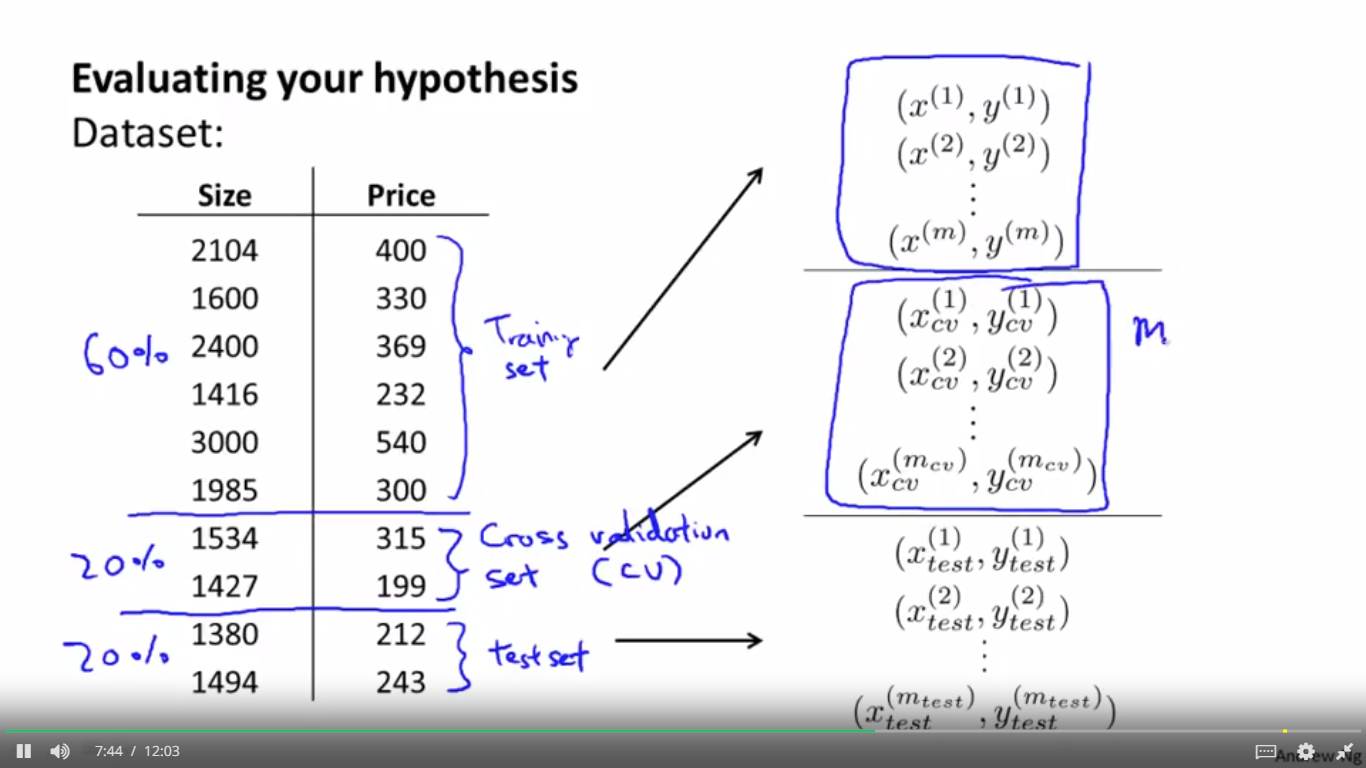 Evaluating your hypothesis
Dataset:
Size Price
2104 400
1600 330
2400 369
1416 232
3000 540
1985 300
1534 315
1427 199
1380 212
1494 243
60%
20%
20%
Training
set
Cross validation
set (CV)
test set
(x^(1), y^(1))
(x^(2), y^(2))
⋮
(x^(m), y^(m))
(x_cv^(1), y_cv^(1))
(x_cv^(2), y_cv^(2))
⋮
(x_cv^(m_cv), y_cv^(m_cv))
m
(x_test^(1), y_test^(1))
(x_test^(2), y_test^(2))
⋮
(x_test^(m_test), y_test^(m_test))
7:44 / 12:03
Andrew Ng